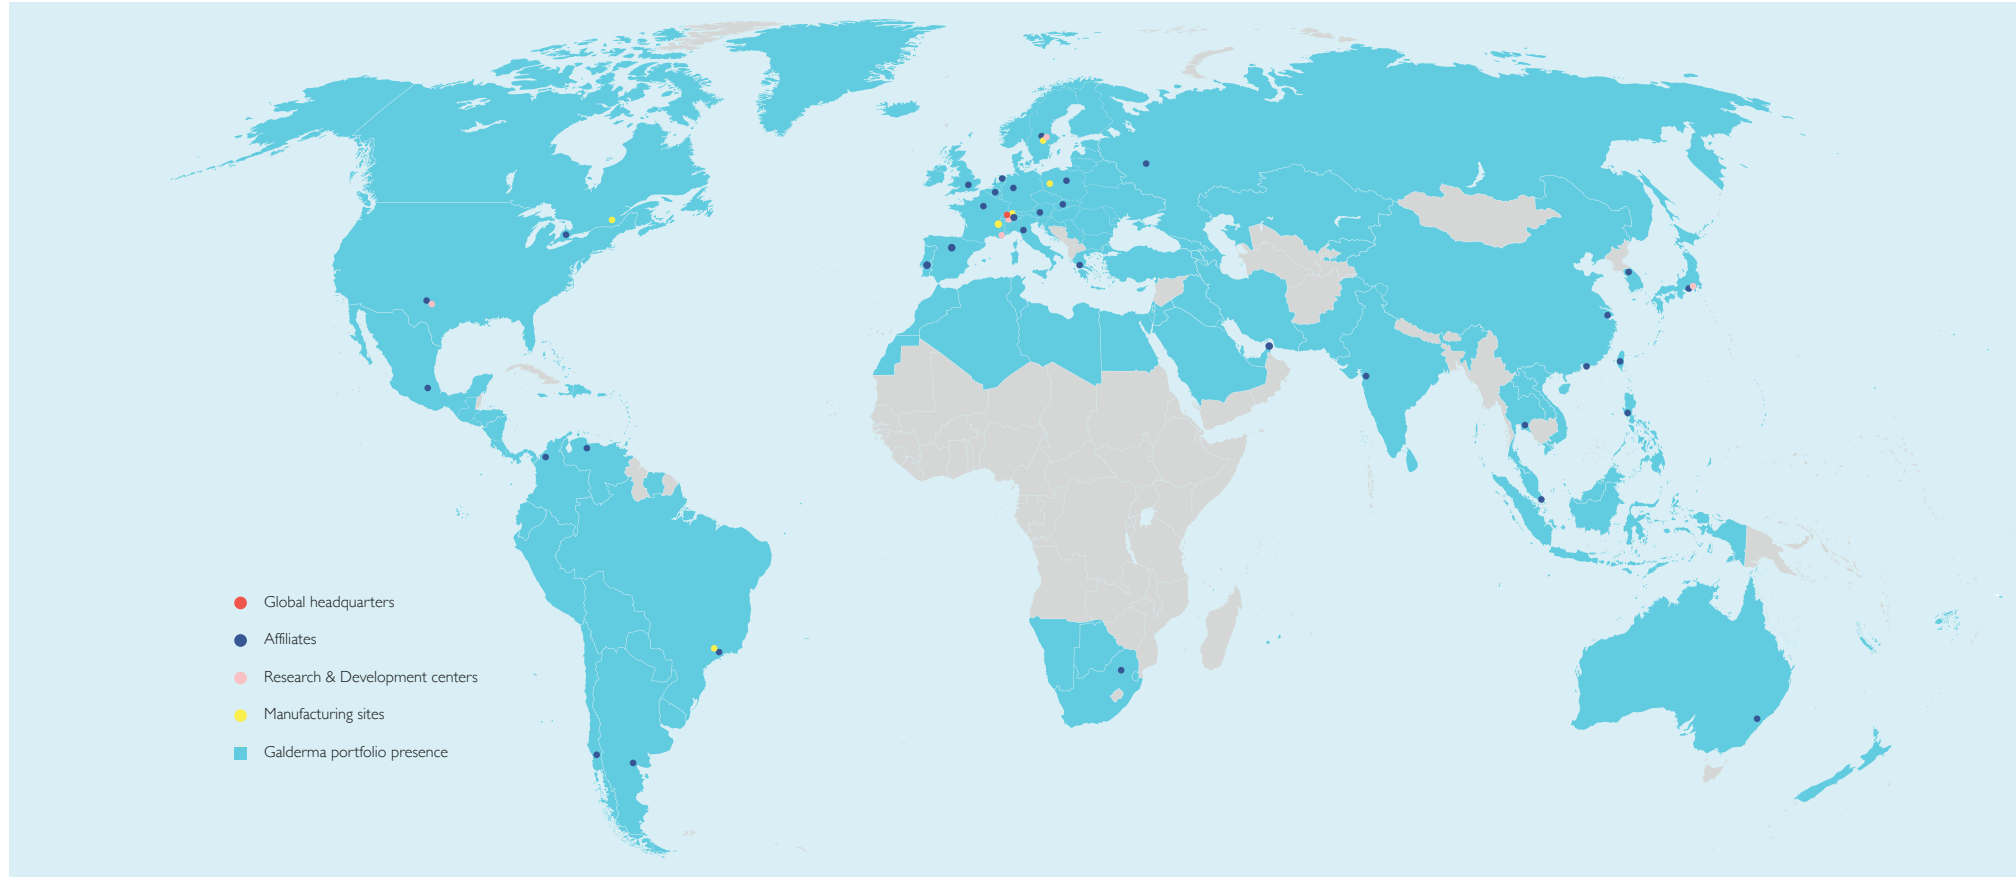 Global headquarters
Affiliates
Research & Development centers
Manufacturing sites
Galderma portfolio presence